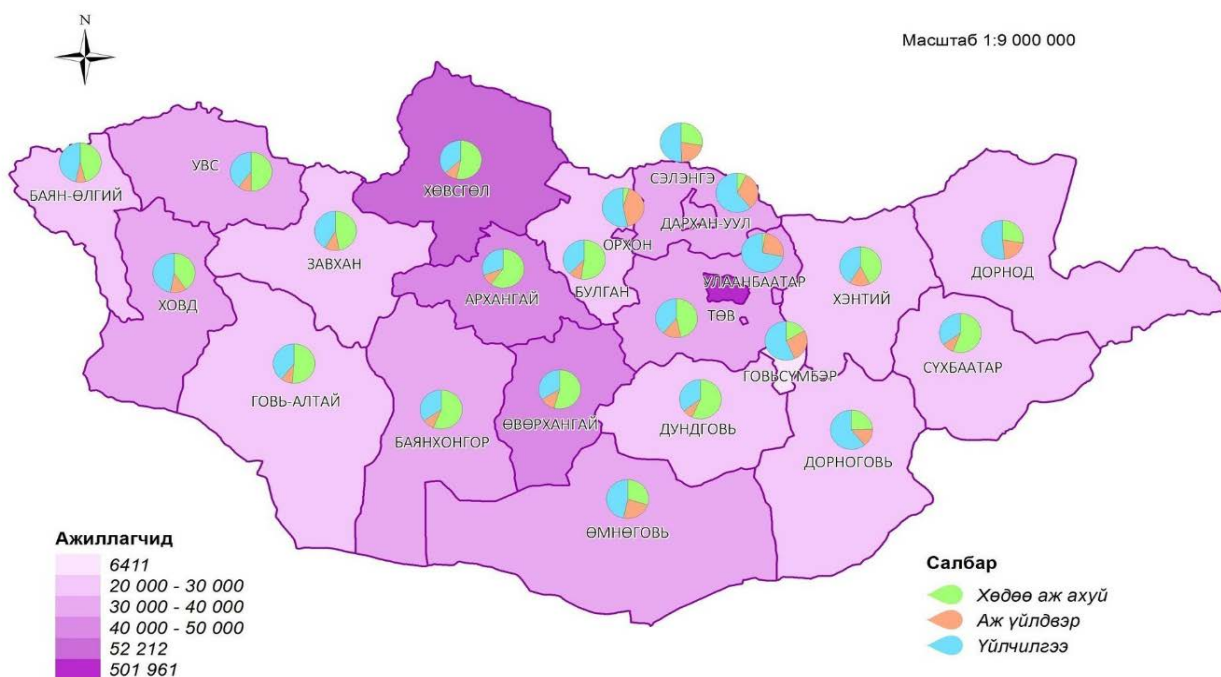 N
Масштаб 1:9 000 000
СЭЛЭНГЭ
УВС
ХӨВСГӨЛ
БАЯН-ӨЛГИЙ
ДАРХАН-УУЛ
ОРХОН
ЗАВХАН
АРХАНГАЙ
БУЛГАН
УЛААНБААТАР
ДОРНОД
ХОВД
ХЭНТИЙ
ТӨВ
СҮХБААТАР
ГОВЬСҮМБЭР
ГОВЬ-АЛТАЙ
ӨВӨРХАНГАЙ
ДУНДГОВЬ
БАЯНХОНГОР
ДОРНОГОВЬ
ӨМНӨГОВЬ
Ажиллагчид
6411
20 000 - 30 000
30 000 - 40 000
40 000 - 50 000
52 212
501 961
Салбар
Хөдөө аж ахуй
Аж үйлдвэр
Үйлчилгээ